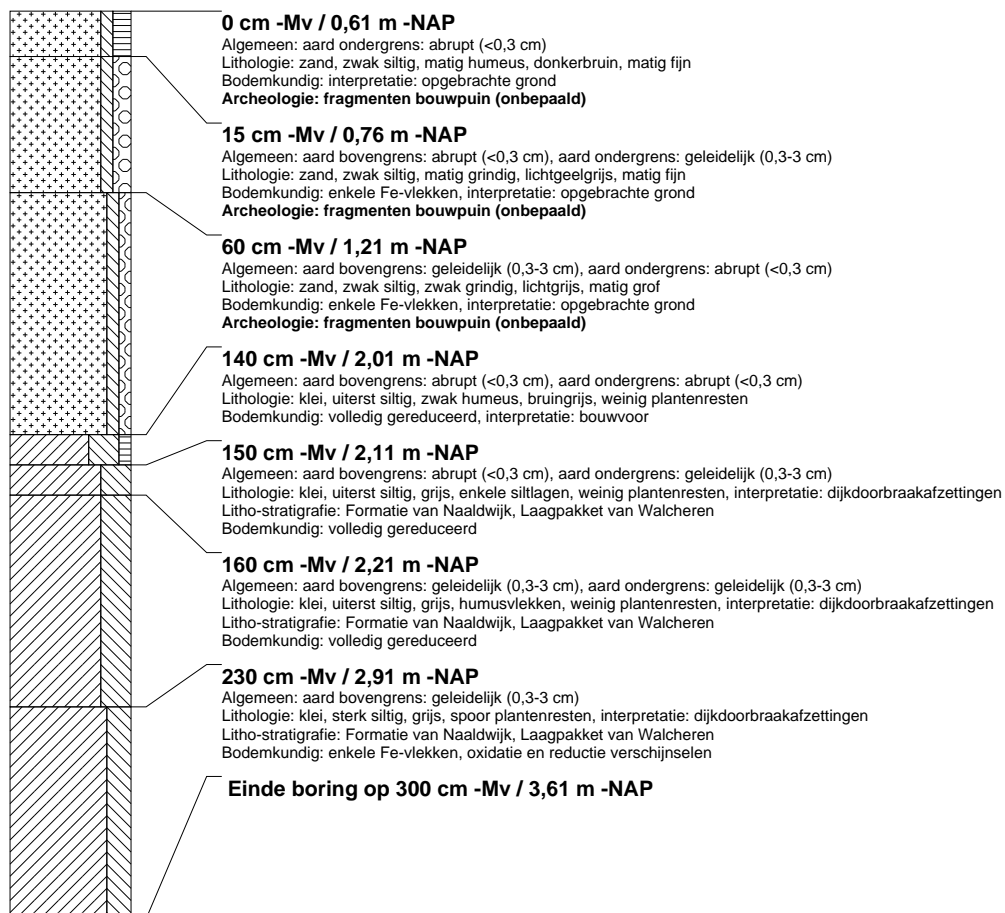 0 cm -Mv / 0,61 m -NAP
Algemeen: aard ondergrens: abrupt (<0,3 cm)
Lithologie: zand, zwak siltig, matig humeus, donkerbruin, matig fijn
Bodemkundig: interpretatie: opgebrachte grond
Archeologie: fragmenten bouwpuin (onbepaald)
15 cm -Mv / 0,76 m -NAP
Algemeen: aard bovengrens: abrupt (<0,3 cm), aard ondergrens: geleidelijk (0,3-3 cm)
Lithologie: zand, zwak siltig, matig grindig, lichtgeelgrijs, matig fijn
Bodemkundig: enkele Fe-vlekken, interpretatie: opgebrachte grond
Archeologie: fragmenten bouwpuin (onbepaald)
60 cm -Mv / 1,21 m -NAP
Algemeen: aard bovengrens: geleidelijk (0,3-3 cm), aard ondergrens: abrupt (<0,3 cm)
Lithologie: zand, zwak siltig, zwak grindig, lichtgrijs, matig grof
Bodemkundig: enkele Fe-vlekken, interpretatie: opgebrachte grond
Archeologie: fragmenten bouwpuin (onbepaald)
140 cm -Mv / 2,01 m -NAP
Algemeen: aard bovengrens: abrupt (<0,3 cm), aard ondergrens: abrupt (<0,3 cm)
Lithologie: klei, uiterst siltig, zwak humeus, bruingrijs, weinig plantenresten
Bodemkundig: volledig gereduceerd, interpretatie: bouwvoor
150 cm -Mv / 2,11 m -NAP
Algemeen: aard bovengrens: abrupt (<0,3 cm), aard ondergrens: geleidelijk (0,3-3 cm)
Lithologie: klei, uiterst siltig, grijs, enkele siltlagen, weinig plantenresten, interpretatie: dijkdoorbraakafzettingen
Litho-stratigrafie: Formatie van Naaldwijk, Laagpakket van Walcheren
Bodemkundig: volledig gereduceerd
160 cm -Mv / 2,21 m -NAP
Algemeen: aard bovengrens: geleidelijk (0,3-3 cm), aard ondergrens: geleidelijk (0,3-3 cm)
Lithologie: klei, uiterst siltig, grijs, humusvlekken, weinig plantenresten, interpretatie: dijkdoorbraakafzettingen
Litho-stratigrafie: Formatie van Naaldwijk, Laagpakket van Walcheren
Bodemkundig: volledig gereduceerd
230 cm -Mv / 2,91 m -NAP
Algemeen: aard bovengrens: geleidelijk (0,3-3 cm)
Lithologie: klei, sterk siltig, grijs, spoor plantenresten, interpretatie: dijkdoorbraakafzettingen
Litho-stratigrafie: Formatie van Naaldwijk, Laagpakket van Walcheren
Bodemkundig: enkele Fe-vlekken, oxidatie en reductie verschijnselen
Einde boring op 300 cm -Mv / 3,61 m -NAP